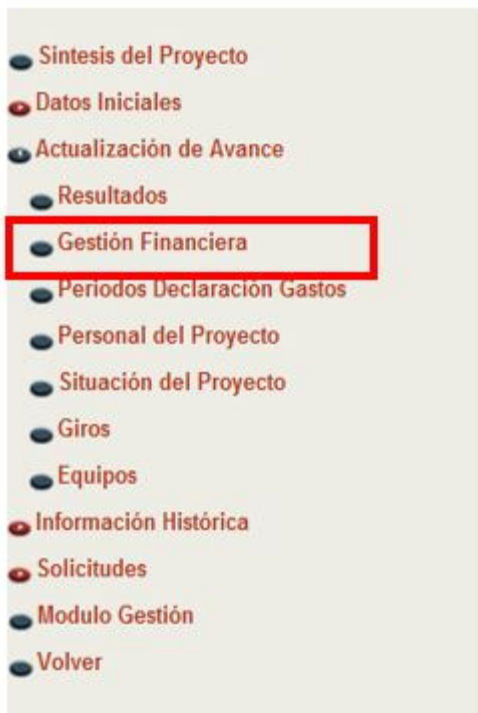 Sintesis del Proyecto
Datos Iniciales
Actualización de Avance
Resultados
Gestión Financiera
Periodos Declaración Gastos
Personal del Proyecto
Situación del Proyecto
Giros
Equipos
Información Histórica
Solicitudes
Modulo Gestión
Volver